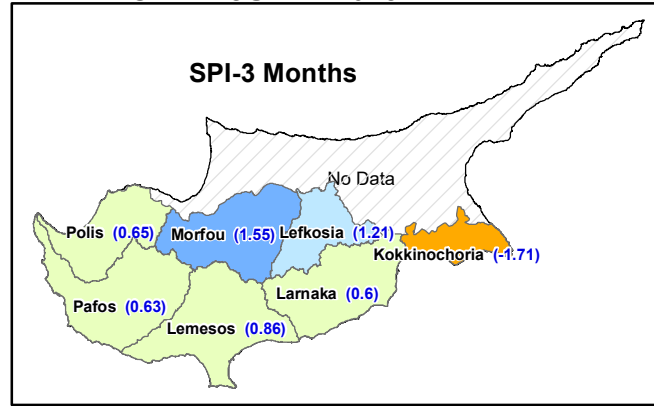 SPI-3 Months
No Data
Polis (0.65)
Morfou (1.55)
Lefkosia (1.21)
Kokkinochoria (-1.71)
Pafos (0.63)
Larnaka (0.6)
Lemesos (0.86)